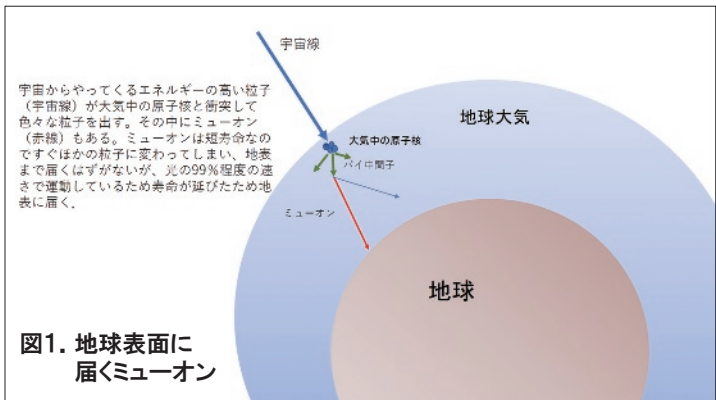 宇宙線
宇宙からやってくるエネルギーの高い粒子
（宇宙線）が大気中の原子核と衝突して
色々な粒子を出す。その中にミューオン
（赤線）もある。ミューオンは短寿命なの
ですぐほかの粒子に変わってしまい、地表
まで届くはずがないが、光の99%程度の速
さで運動しているため寿命が延びたため地
表に届く.
地球大気
大気中の原子核
パイ中間子
ミューオン
地球
図1. 地球表面に
届くミューオン